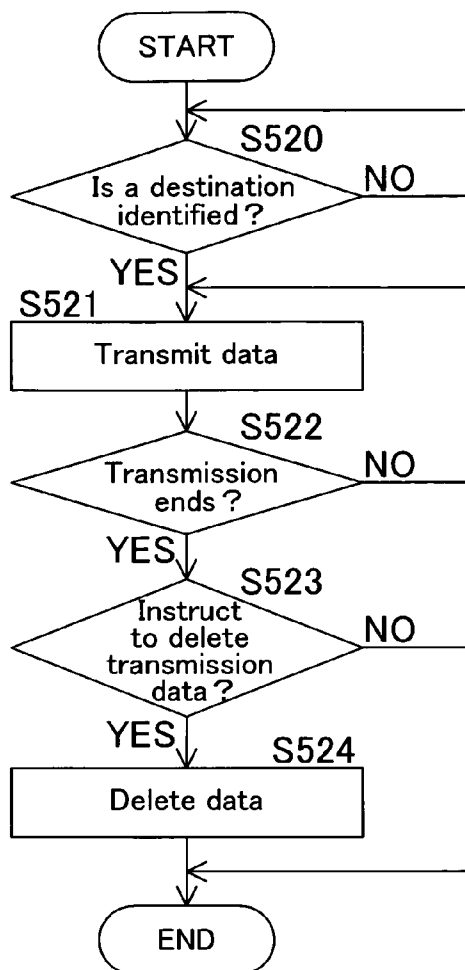 START
S520
Is a destination
identified?
NO
YES
S521
Transmit data
S522
Transmission
ends?
NO
YES
S523
Instruct
to delete
transmission
data?
NO
YES
S524
Delete data
END